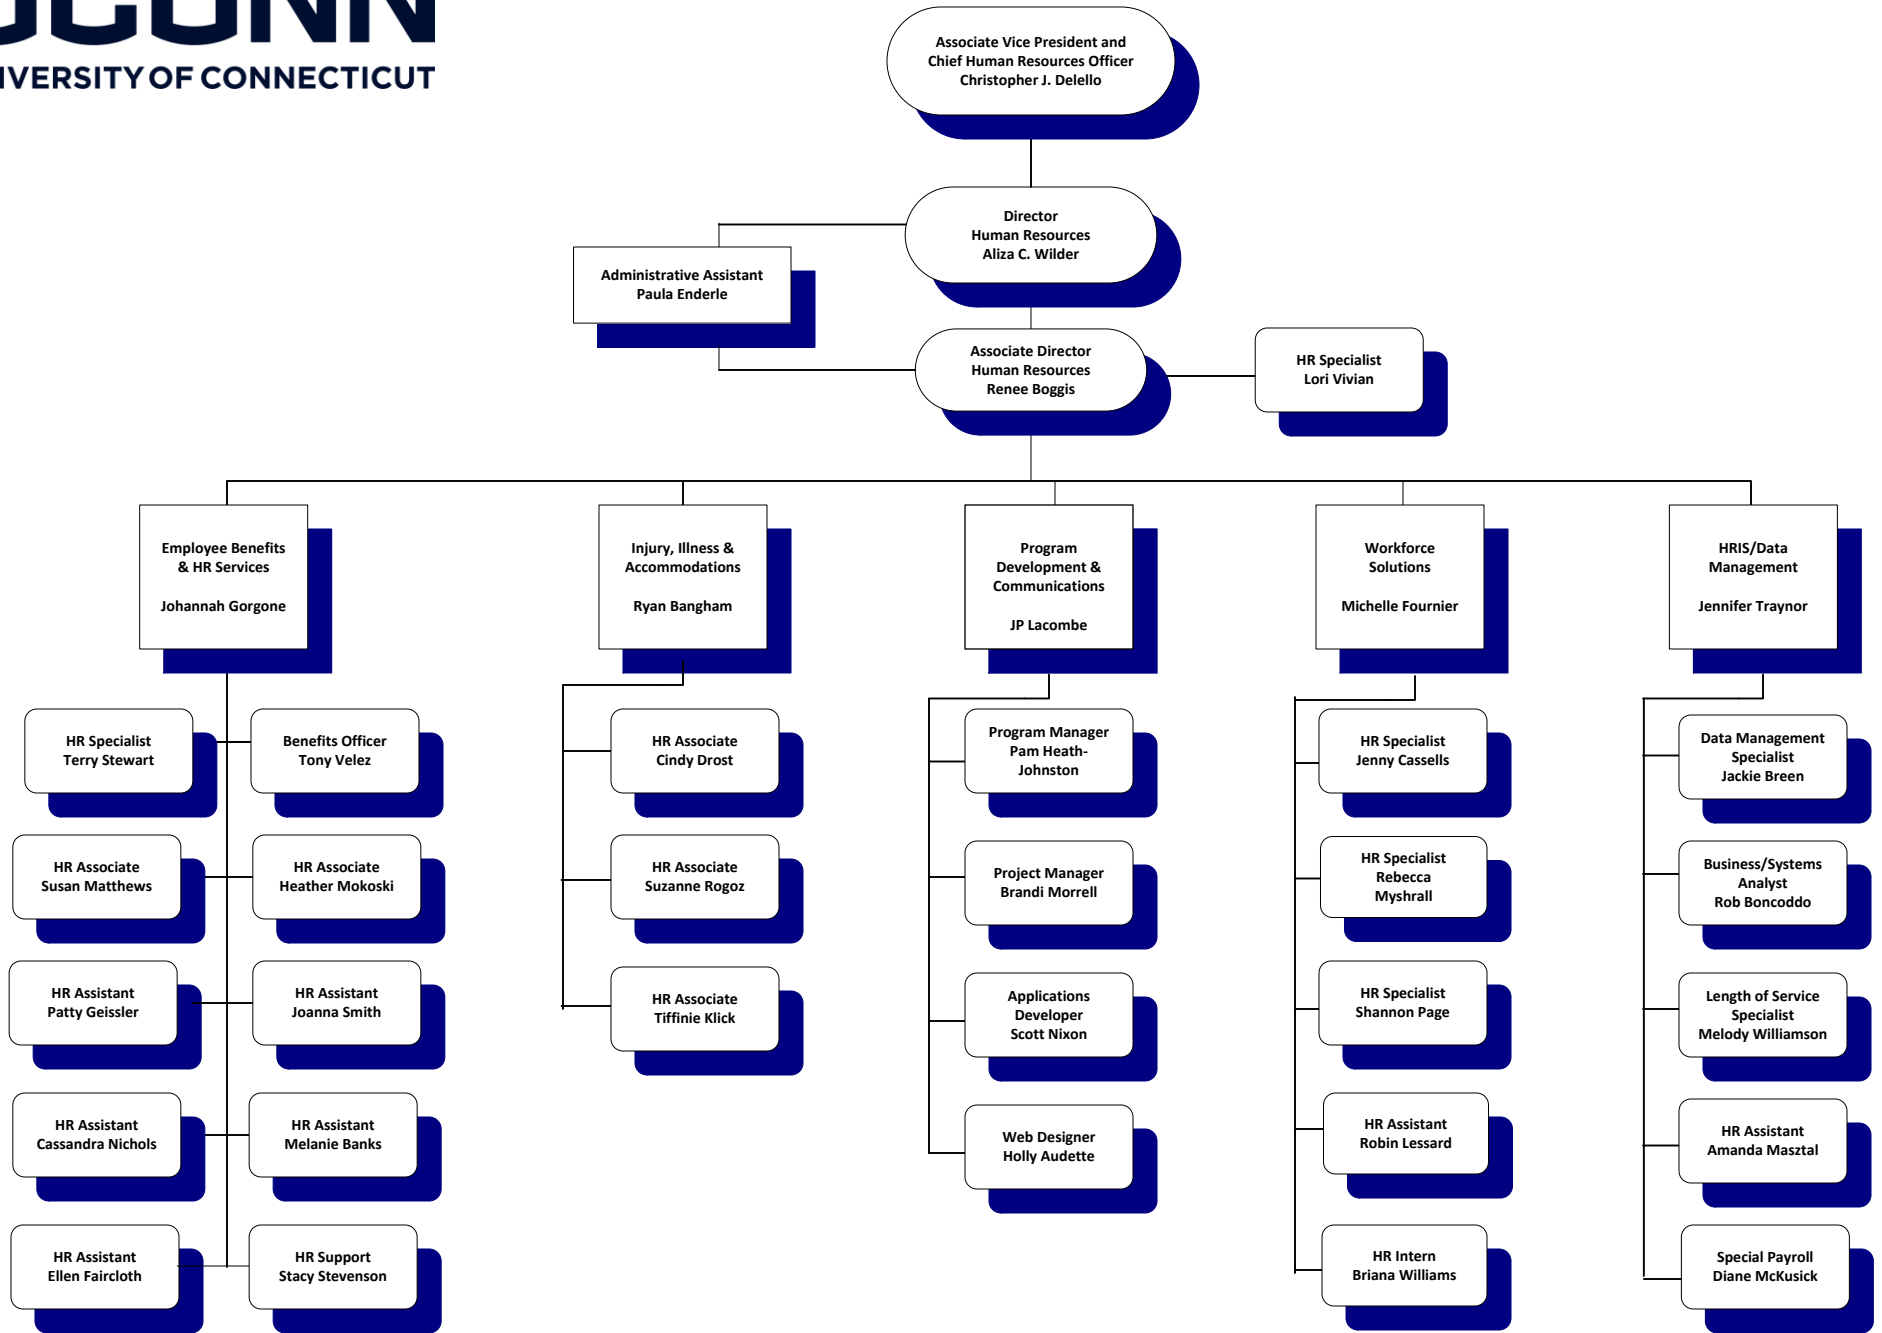 UCONN
UNIVERSITY OF CONNECTICUT
Associate Vice President and
Chief Human Resources Officer
Christopher J. Delello
Director
Human Resources
Aliza C. Wilder
Administrative Assistant
Paula Enderle
Associate Director
Human Resources
Renee Boggis
HR Specialist
Lori Vivian
Employee Benefits
& HR Services
Johannah Gorgone
Injury, Illness &
Accommodations
Ryan Bangham
Program
Development &
Communications
JP Lacombe
Workforce
Solutions
Michelle Fournier
HRIS/Data
Management
Jennifer Traynor
HR Specialist
Terry Stewart
Benefits Officer
Tony Velez
HR Associate
Susan Matthews
HR Associate
Heather Mokoski
HR Assistant
Patty Geissler
HR Assistant
Joanna Smith
HR Assistant
Cassandra Nichols
HR Assistant
Melanie Banks
HR Assistant
Ellen Faircloth
HR Support
Stacy Stevenson
HR Associate
Cindy Drost
HR Associate
Suzanne Rogoz
HR Associate
Tiffinie Klick
Program Manager
Pam Heath-
Johnston
Project Manager
Brandi Morrell
Applications
Developer
Scott Nixon
Web Designer
Holly Audette
HR Specialist
Jenny Cassells
HR Specialist
Rebecca
Myshrall
HR Specialist
Shannon Page
HR Assistant
Robin Lessard
HR Intern
Briana Williams
Data Management
Specialist
Jackie Breen
Business/Systems
Analyst
Rob Boncoddo
Length of Service
Specialist
Melody Williamson
HR Assistant
Amanda Masztal
Special Payroll
Diane McKusick